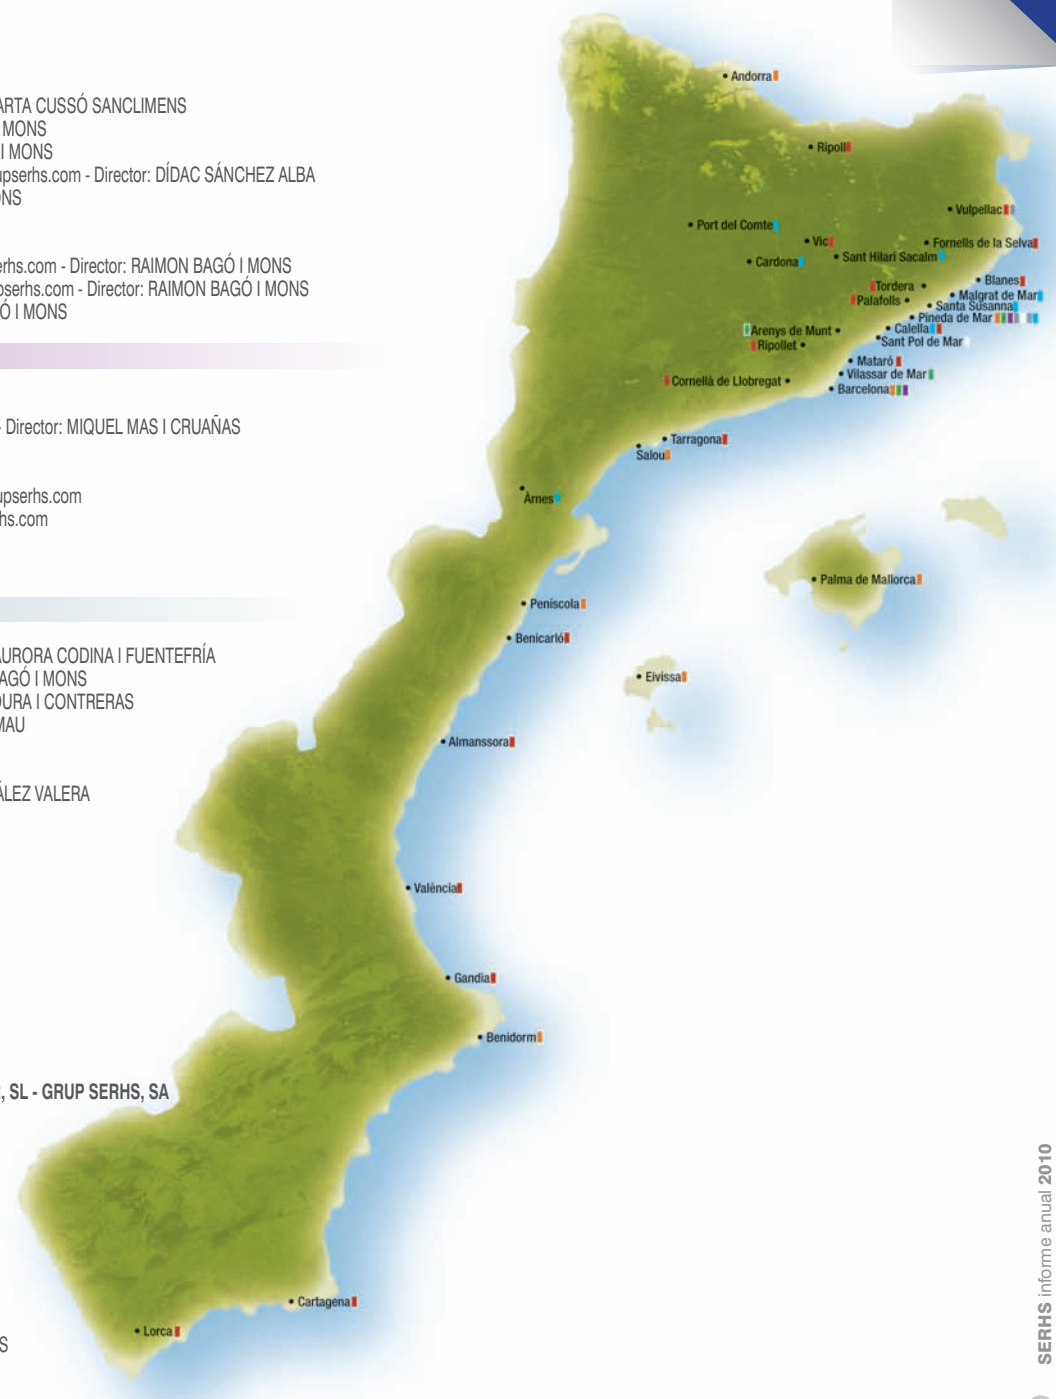 ARTA CUSSÓ SANCLIMENS
MONS
I MONS
upserhs.com - Director: DÍDAC SÁNCHEZ ALBA
ONS
erhs.com - Director: RAIMON BAGÓ I MONS
pserhs.com - Director: RAIMON BAGÓ I MONS
Ó I MONS
- Director: MIQUEL MAS I CRUAÑAS
upserhs.com
hs.com
AURORA CODINA I FUENTEFRÍA
AGÓ I MONS
DURA I CONTRERAS
MAU
ÁLEZ VALERA
, SL - GRUP SERHS, SA
S
Andorra
Ripoll
Vulpellac
Port del Comte
Vic
Fornells de la Selva
Cardona
Sant Hilari Sacalm
Blanes
Tordera
Malgrat de Mar
Palafolls
Santa Susanna
Pineda de Mar
Arenys de Munt
Calella
Ripollet
Sant Pol de Mar
Mataró
Vilassar de Mar
Cornellà de Llobregat
Barcelona
Tarragona
Salou
Àrnes
Palma de Mallorca
Peníscola
Benicarló
Eivissa
Almanssora
València
Gandia
Benidorm
Cartagena
Lorca
SERHS informe anual 2010